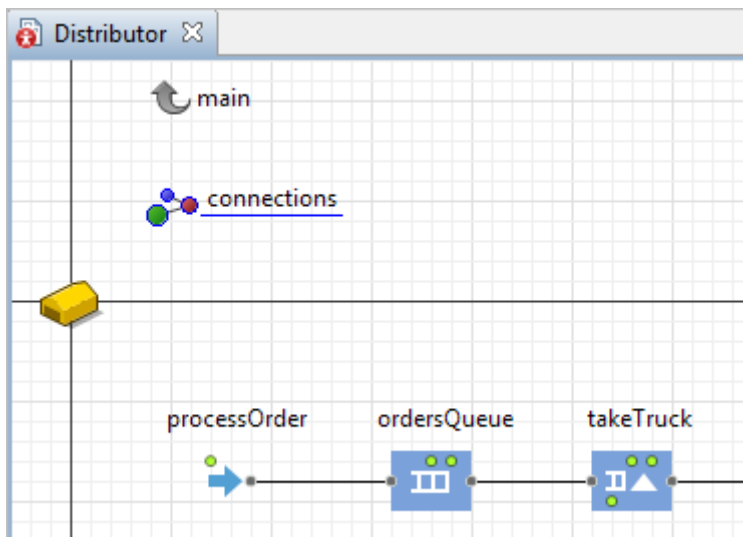 Distributor
main
connections
processOrder
ordersQueue
takeTruck